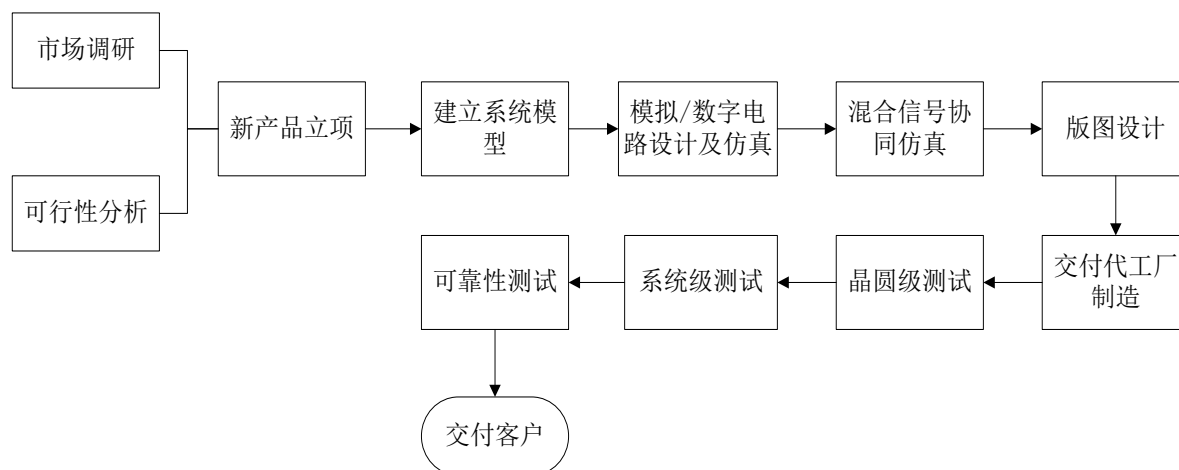 市场调研
可行性分析
新产品立项
建立系统模
型
模拟/数字电
路设计及仿真
混合信号协
同仿真
版图设计
交付代工厂
制造
晶圆级测试
系统级测试
可靠性测试
交付客户